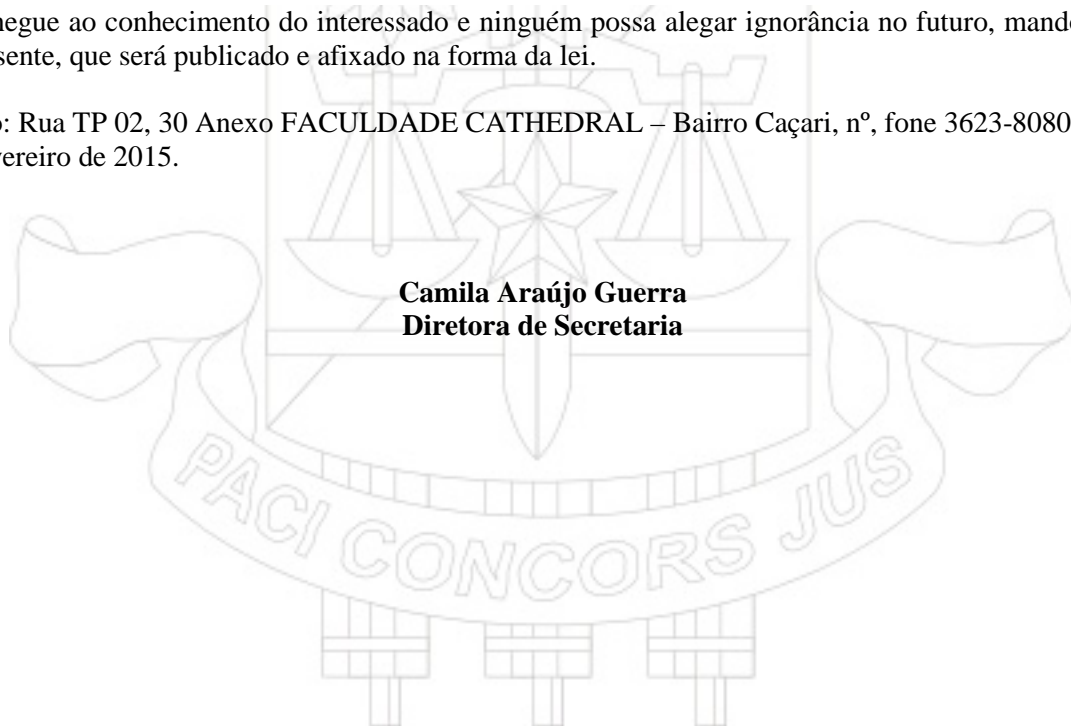 hegue ao conhecimento do interessado e ninguém possa alegar ignorância no futuro, mando
sente, que será publicado e afixado na forma da lei.
o: Rua TP 02, 30 Anexo FACULDADE CATHEDRAL – Bairro Caçari, nº, fone 3623-8080
vereiro de 2015.
Camila Araújo Guerra
Diretora de Secretaria
PACI CONCORS JUS